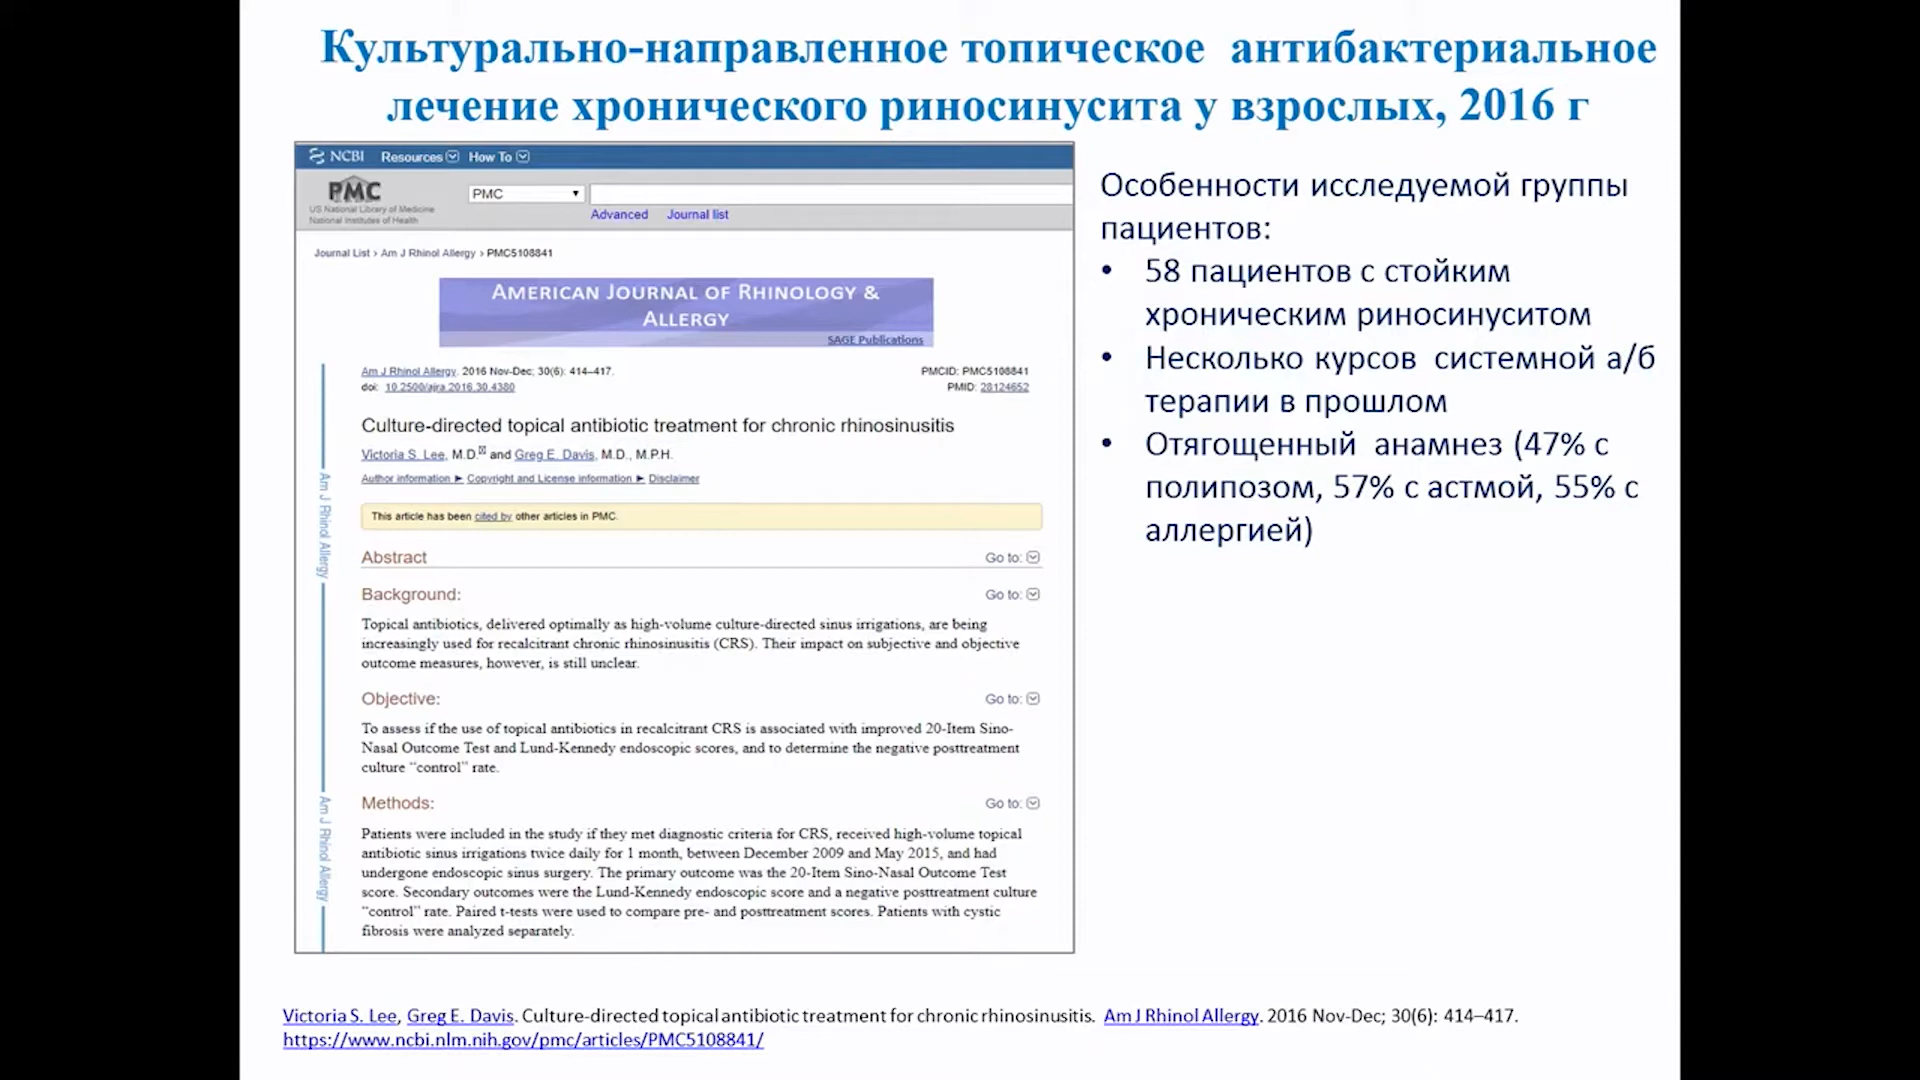 Культурально-направленное топическое антибактериальное
лечение хронического риносинусита у взрослых, 2016 г
NCBI Resources How To
PMC
US National Library of Medicine
National Institutes of Health
PMC
Advanced Journal list
Journal List > Am J Rhinol Allergy > PMC5108841
AMERICAN JOURNAL OF RHINOLOGY &
ALLERGY
SAGE Publications
Am J Rhinol Allergy. 2016 Nov-Dec; 30(6): 414–417.
doi: 10.2500/ajra.2016.30.4380
PMCID: PMC5108841
PMID: 28124652
Culture-directed topical antibiotic treatment for chronic rhinosinusitis
Victoria S. Lee, M.D. and Greg E. Davis, M.D., M.P.H.
Author information ► Copyright and License information ► Disclaimer
This article has been cited by other articles in PMC.
Abstract Go to:
Background: Go to:
Topical antibiotics, delivered optimally as high-volume culture-directed sinus irrigations, are being
increasingly used for recalcitrant chronic rhinosinusitis (CRS). Their impact on subjective and objective
outcome measures, however, is still unclear.
Objective: Go to:
To assess if the use of topical antibiotics in recalcitrant CRS is associated with improved 20-Item Sino-
Nasal Outcome Test and Lund-Kennedy endoscopic scores, and to determine the negative posttreatment
culture “control” rate.
Methods: Go to:
Patients were included in the study if they met diagnostic criteria for CRS, received high-volume topical
antibiotic sinus irrigations twice daily for 1 month, between December 2009 and May 2015, and had
undergone endoscopic sinus surgery. The primary outcome was the 20-Item Sino-Nasal Outcome Test
score. Secondary outcomes were the Lund-Kennedy endoscopic score and a negative posttreatment culture
“control” rate. Paired t-tests were used to compare pre- and posttreatment scores. Patients with cystic
fibrosis were analyzed separately.
Am J Rhinol Allergy
Am J Rhinol Allergy
Особенности исследуемой группы
пациентов:
• 58 пациентов с стойким
хроническим риносинуситом
• Несколько курсов системной а/б
терапии в прошлом
• Отягощенный анамнез (47% с
полипозом, 57% с астмой, 55% с
аллергией)
Victoria S. Lee, Greg E. Davis. Culture-directed topical antibiotic treatment for chronic rhinosinusitis. Am J Rhinol Allergy. 2016 Nov-Dec; 30(6): 414–417.
https://www.ncbi.nlm.nih.gov/pmc/articles/PMC5108841/